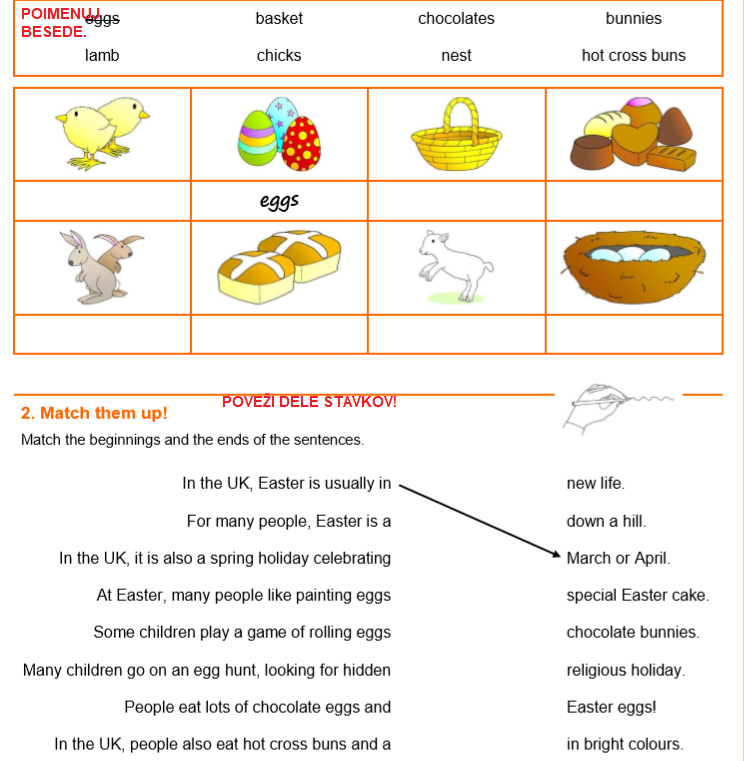 POIMENUJ
BESEDE.
eggs basket chocolates bunnies
lamb chicks nest hot cross buns
eggs
POVEŽI DELE STAVKOV!
2. Match them up!
Match the beginnings and the ends of the sentences.
In the UK, Easter is usually in new life.
For many people, Easter is a down a hill.
In the UK, it is also a spring holiday celebrating March or April.
At Easter, many people like painting eggs special Easter cake.
Some children play a game of rolling eggs chocolate bunnies.
Many children go on an egg hunt, looking for hidden religious holiday.
People eat lots of chocolate eggs and Easter eggs!
In the UK, people also eat hot cross buns and a in bright colours.